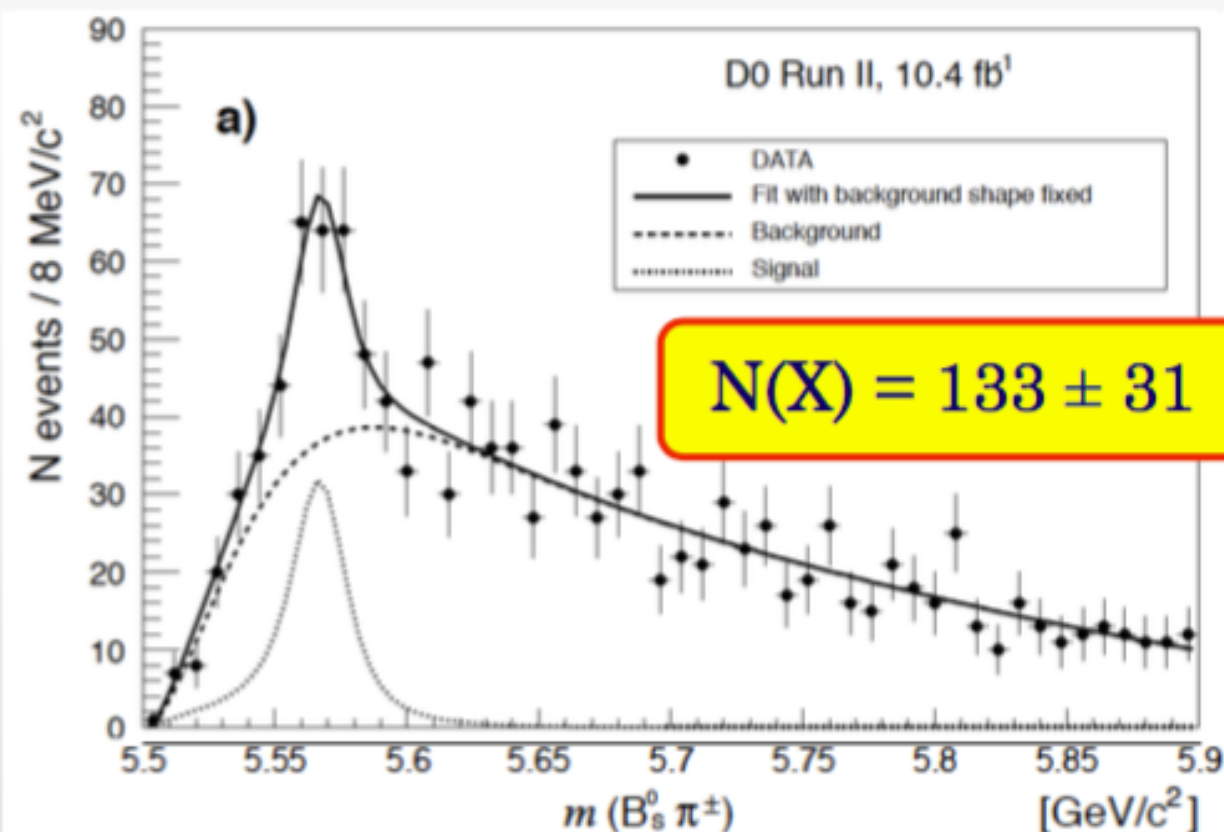 90
80
70
60
50
40
30
20
10
0
N events / 8 MeV/c²
a)
D0 Run II, 10.4 fb¹
DATA
Fit with background shape fixed
Background
Signal
N(X) = 133 ± 31
5.5 5.55 5.6 5.65 5.7 5.75 5.8 5.85 5.9
m (B⁰ₛ π±) [GeV/c²]